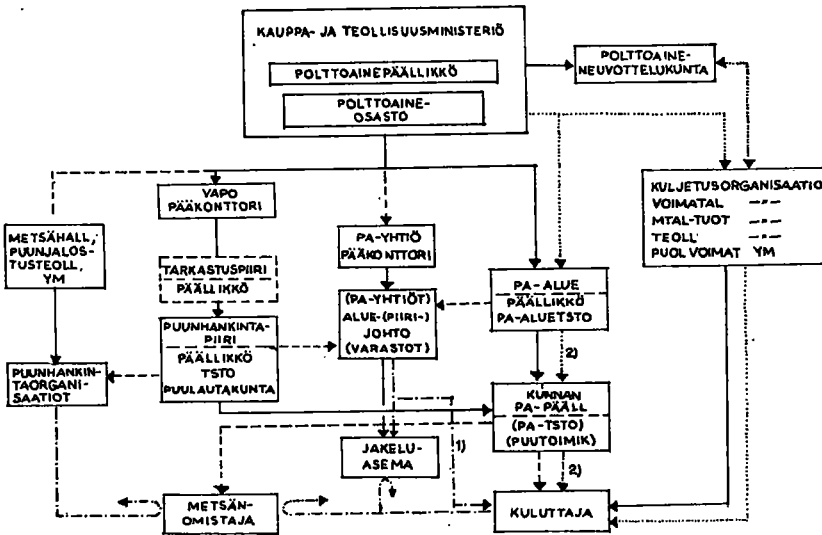 KAUPPA- JA TEOLLISUUSMINISTERIÖ
POLTTOAINEPÄÄLLIKKÖ
POLTTOAINE-
OSASTO
POLTTOAINE-
NEUVOTTELUKUNTA
VAPO
PÄÄKONTTORI
METSÄHALL,
PUUNJALOS-
TUSTEOLL,
YM
TARKASTUSPIIRI
PÄÄLLIKKÖ
PA-YHTIÖ
PÄÄKONTTORI
PA-ALUE
PÄÄLLIKKÖ
PA-ALUETSTO
KULJETUSORGANISAATIO
VOIMATAL —"—
MTAL-TUOT —"—
TEOLL —"—
PUOL VOIMAT YM
PUUNHANKINTA-
PIIRI
PÄÄLLIKKÖ
TSTO
PUULAUTAKUNTA
(PA-YHTIÖT)
ALUE-(PIIRI-)
JOHTO
(VARASTOT)
2)
PUUNHANKIN-
TAORGANI-
SAATIOT
KUNNAN
PA-PÄÄLL
(PA-TSTO)
(PUUTOIMIK)
JAKELU-
ASEMA
1)
2)
METSÄN-
OMISTAJA
KULUTTAJA